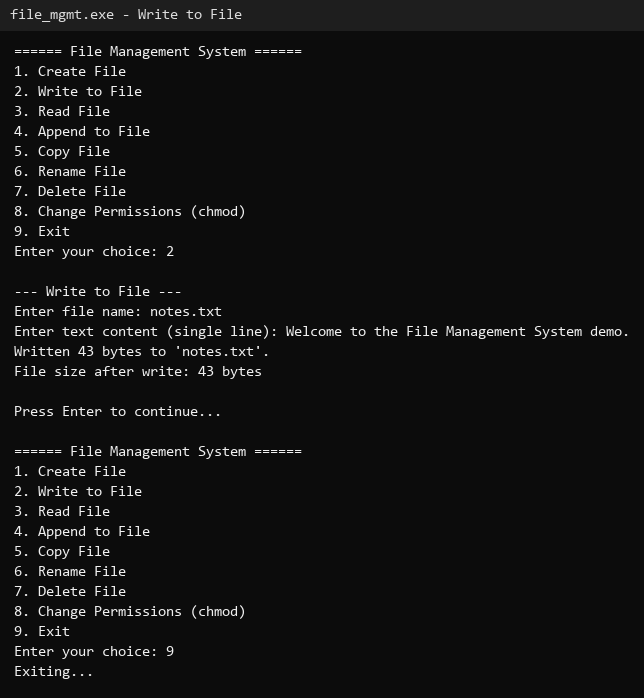 file_mgmt.exe - Write to File
====== File Management System ======
1. Create File
2. Write to File
3. Read File
4. Append to File
5. Copy File
6. Rename File
7. Delete File
8. Change Permissions (chmod)
9. Exit
Enter your choice: 2
--- Write to File ---
Enter file name: notes.txt
Enter text content (single line): Welcome to the File Management System demo.
Written 43 bytes to 'notes.txt'.
File size after write: 43 bytes
Press Enter to continue...
====== File Management System ======
1. Create File
2. Write to File
3. Read File
4. Append to File
5. Copy File
6. Rename File
7. Delete File
8. Change Permissions (chmod)
9. Exit
Enter your choice: 9
Exiting...